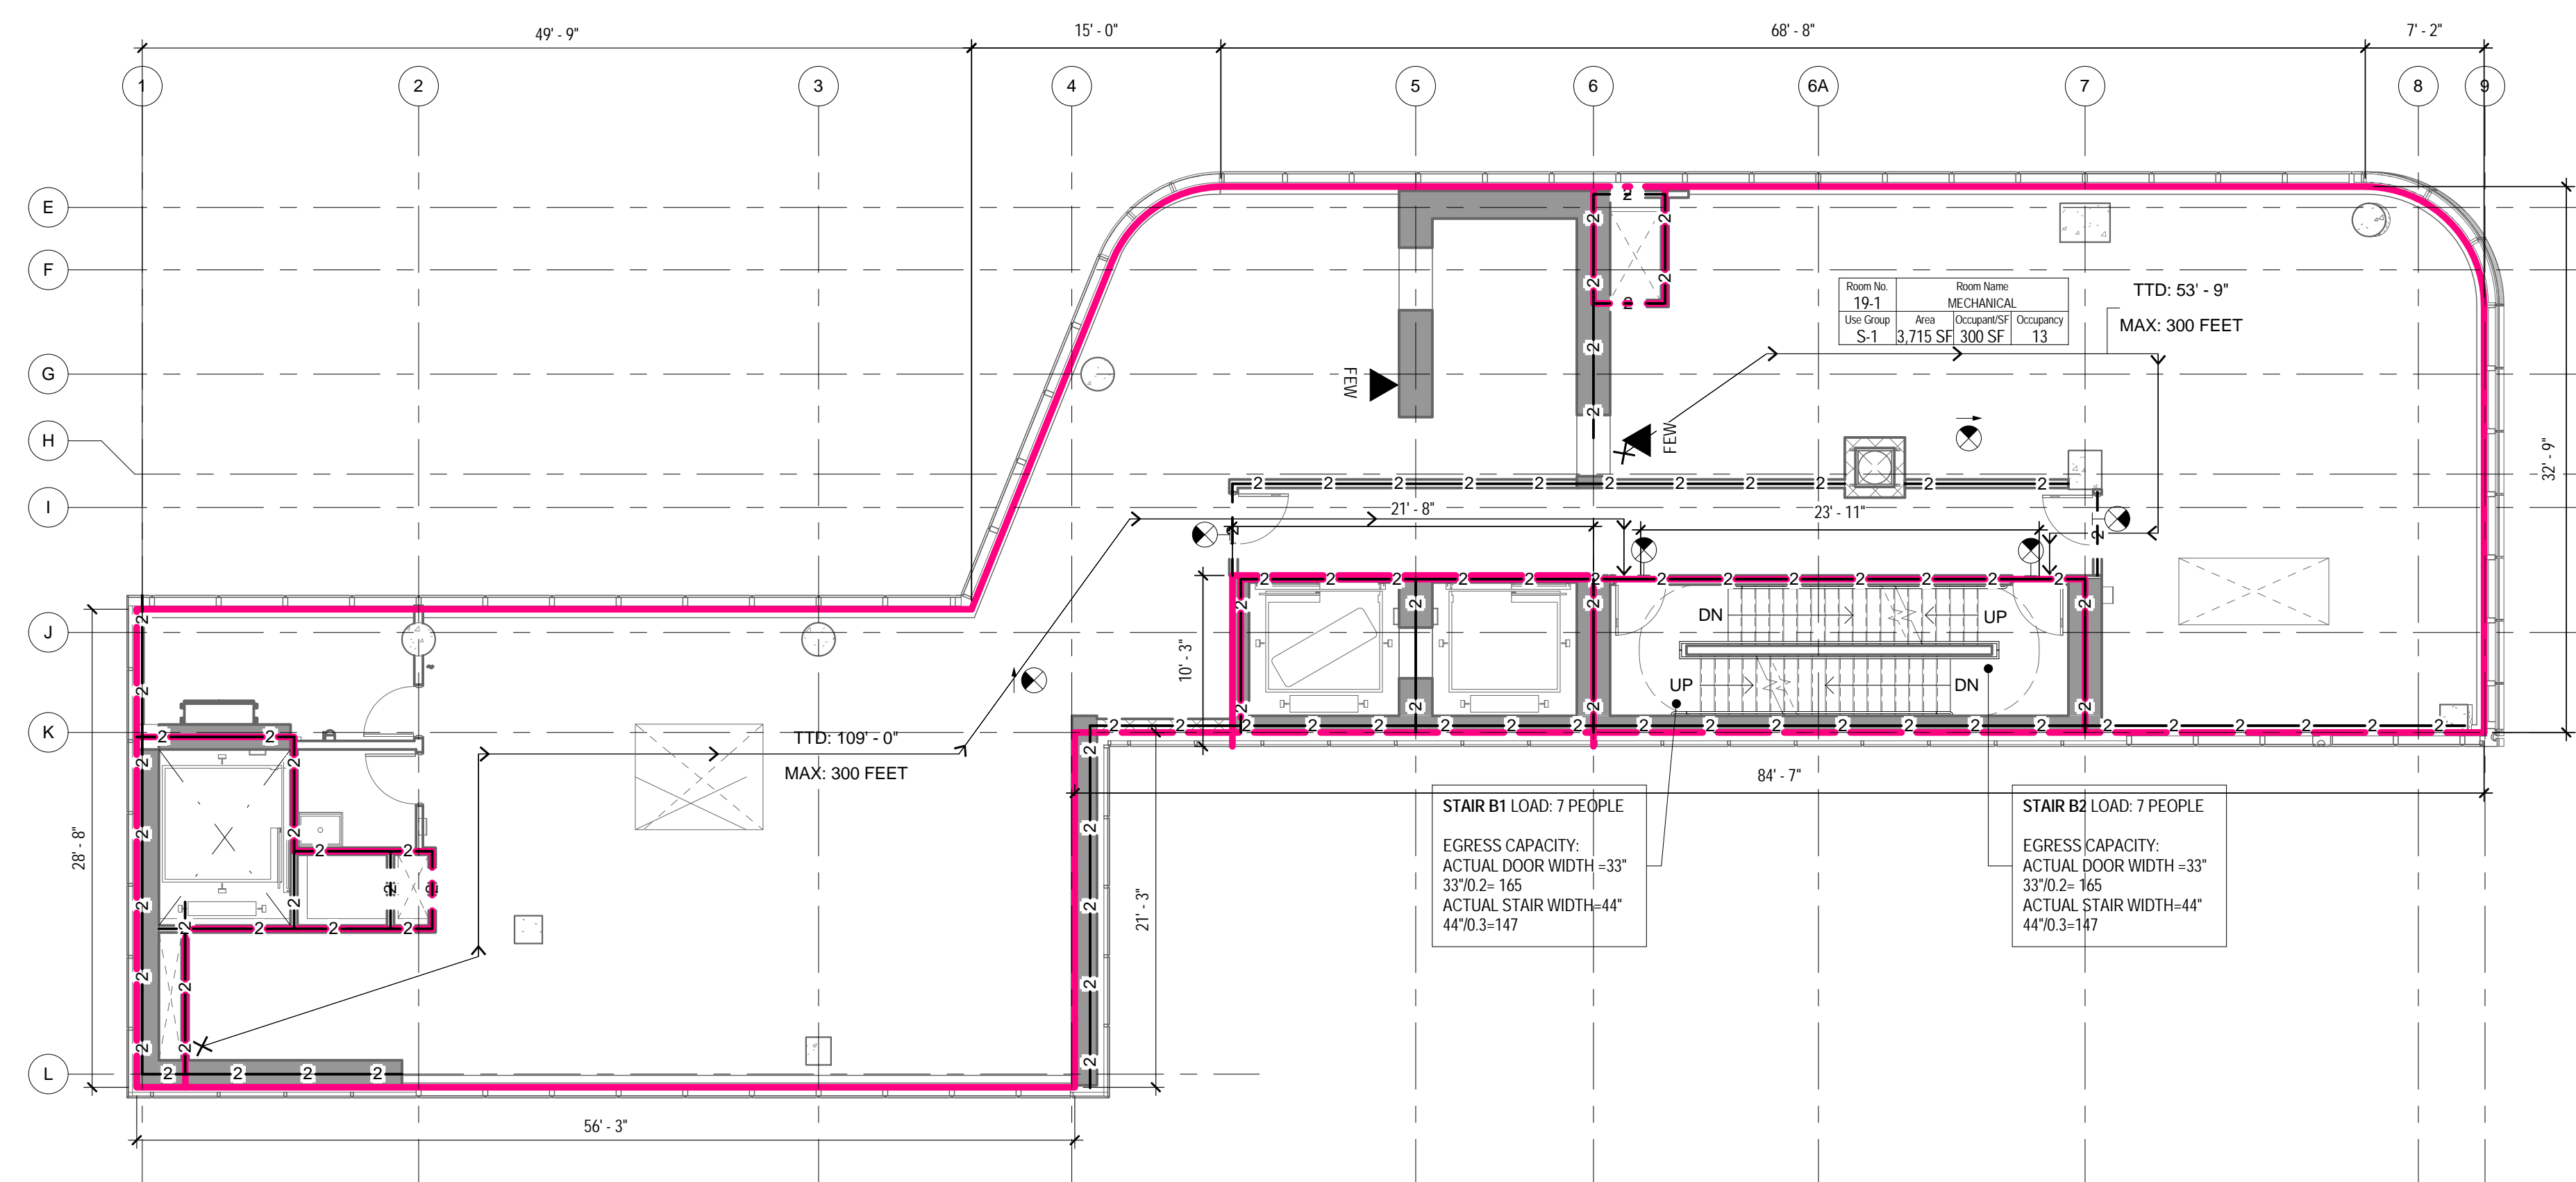 49' - 9"
15' - 0"
68' - 8"
7' - 2"
1
2
3
4
5
6
6A
7
8
9
E
F
G
H
I
J
K
L
Room No.
Room Name
19-1
MECHANICAL
Use Group
Area
Occupant/SF
Occupancy
S-1
3,715 SF
300 SF
13
TTD: 53' - 9"
MAX: 300 FEET
FEW
FEW
32' - 9"
21' - 8"
23' - 11"
10' - 3"
DN
UP
UP
DN
TTD: 109' - 0"
MAX: 300 FEET
84' - 7"
28' - 8"
21' - 3"
56' - 3"
STAIR B1 LOAD: 7 PEOPLE
EGRESS CAPACITY:
ACTUAL DOOR WIDTH =33"
33"/0.2= 165
ACTUAL STAIR WIDTH=44"
44"/0.3=147
STAIR B2 LOAD: 7 PEOPLE
EGRESS CAPACITY:
ACTUAL DOOR WIDTH =33"
33"/0.2= 165
ACTUAL STAIR WIDTH=44"
44"/0.3=147